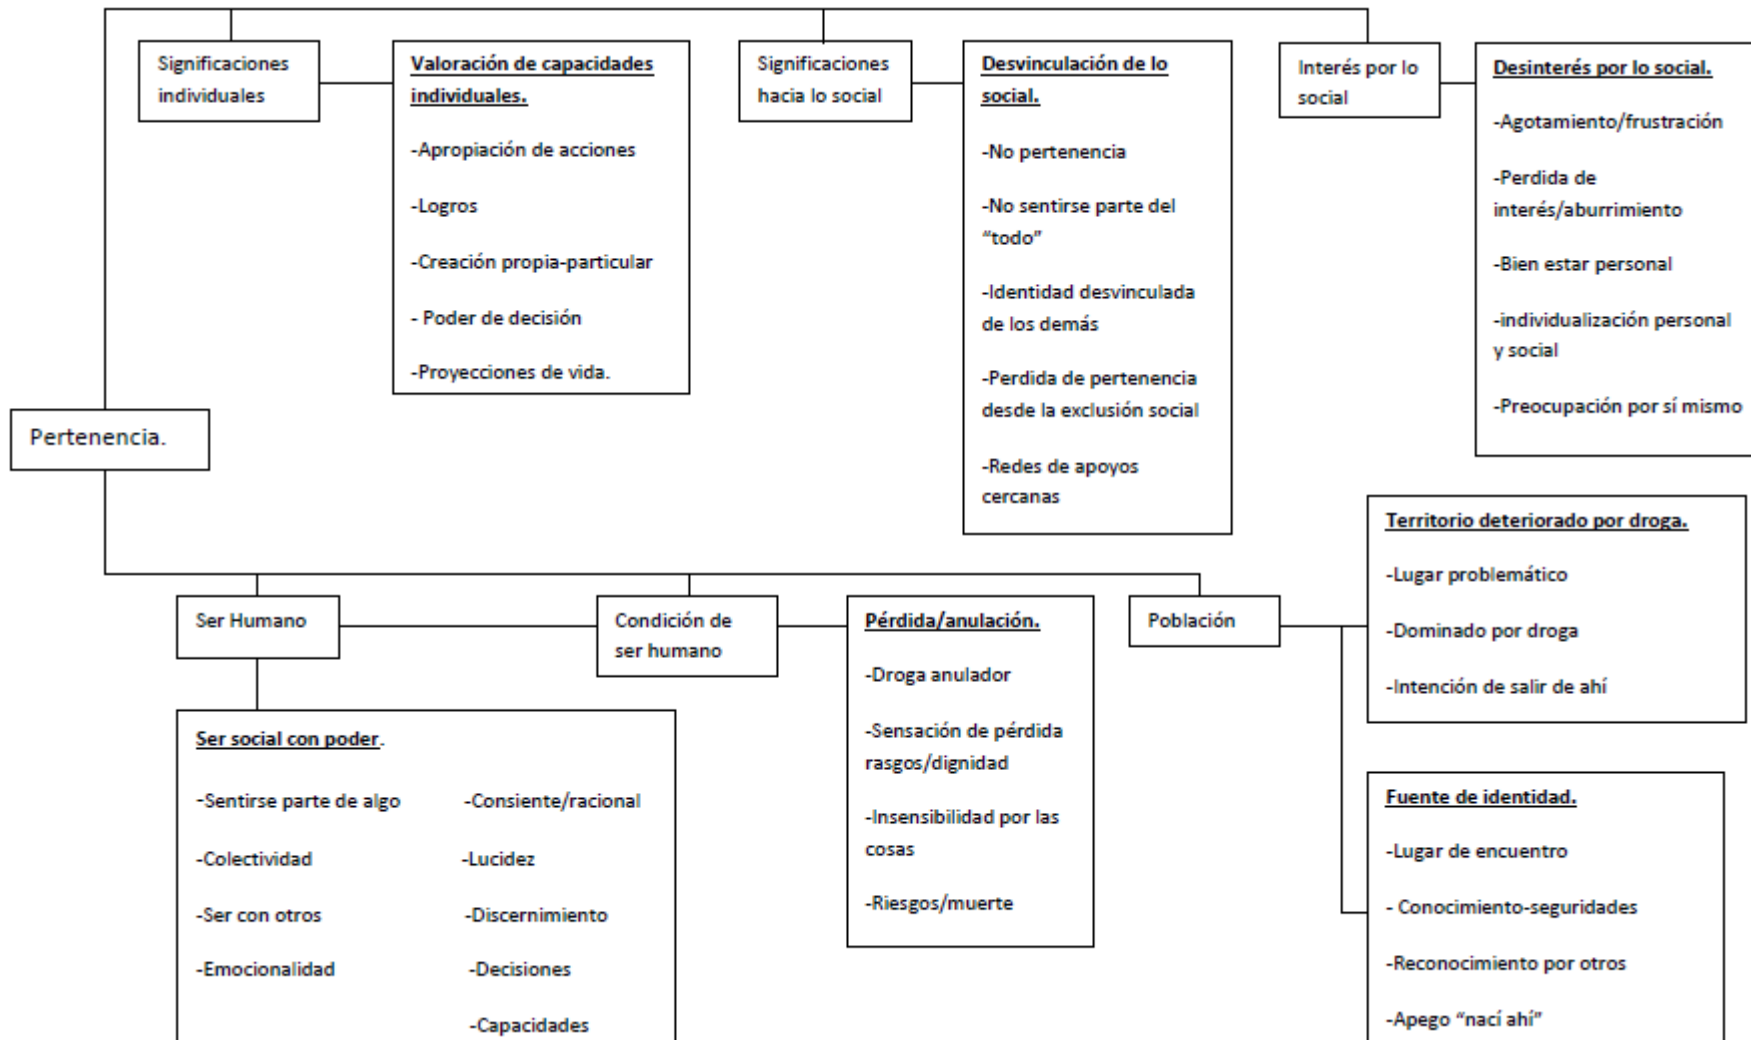 Significaciones
individuales
Valoración de capacidades
individuales.
-Apropiación de acciones
-Logros
-Creación propia-particular
- Poder de decisión
-Proyecciones de vida.
Significaciones
hacia lo social
Desvinculación de lo
social.
-No pertenencia
-No sentirse parte del
“todo”
-Identidad desvinculada
de los demás
-Perdida de pertenencia
desde la exclusión social
-Redes de apoyos
cercanas
Interés por lo
social
Desinterés por lo social.
-Agotamiento/frustración
-Perdida de
interés/aburrimiento
-Bien estar personal
-individualización personal
y social
-Preocupación por sí mismo
Pertenencia.
Ser Humano
Ser social con poder.
-Sentirse parte de algo
-Colectividad
-Ser con otros
-Emocionalidad
-Consiente/racional
-Lucidez
-Discernimiento
-Decisiones
-Capacidades
Condición de
ser humano
Pérdida/anulación.
-Droga anulador
-Sensación de pérdida
rasgos/dignidad
-Insensibilidad por las
cosas
-Riesgos/muerte
Población
Territorio deteriorado por droga.
-Lugar problemático
-Dominado por droga
-Intención de salir de ahí
Fuente de identidad.
-Lugar de encuentro
- Conocimiento-seguridades
-Reconocimiento por otros
-Apego “nací ahí”